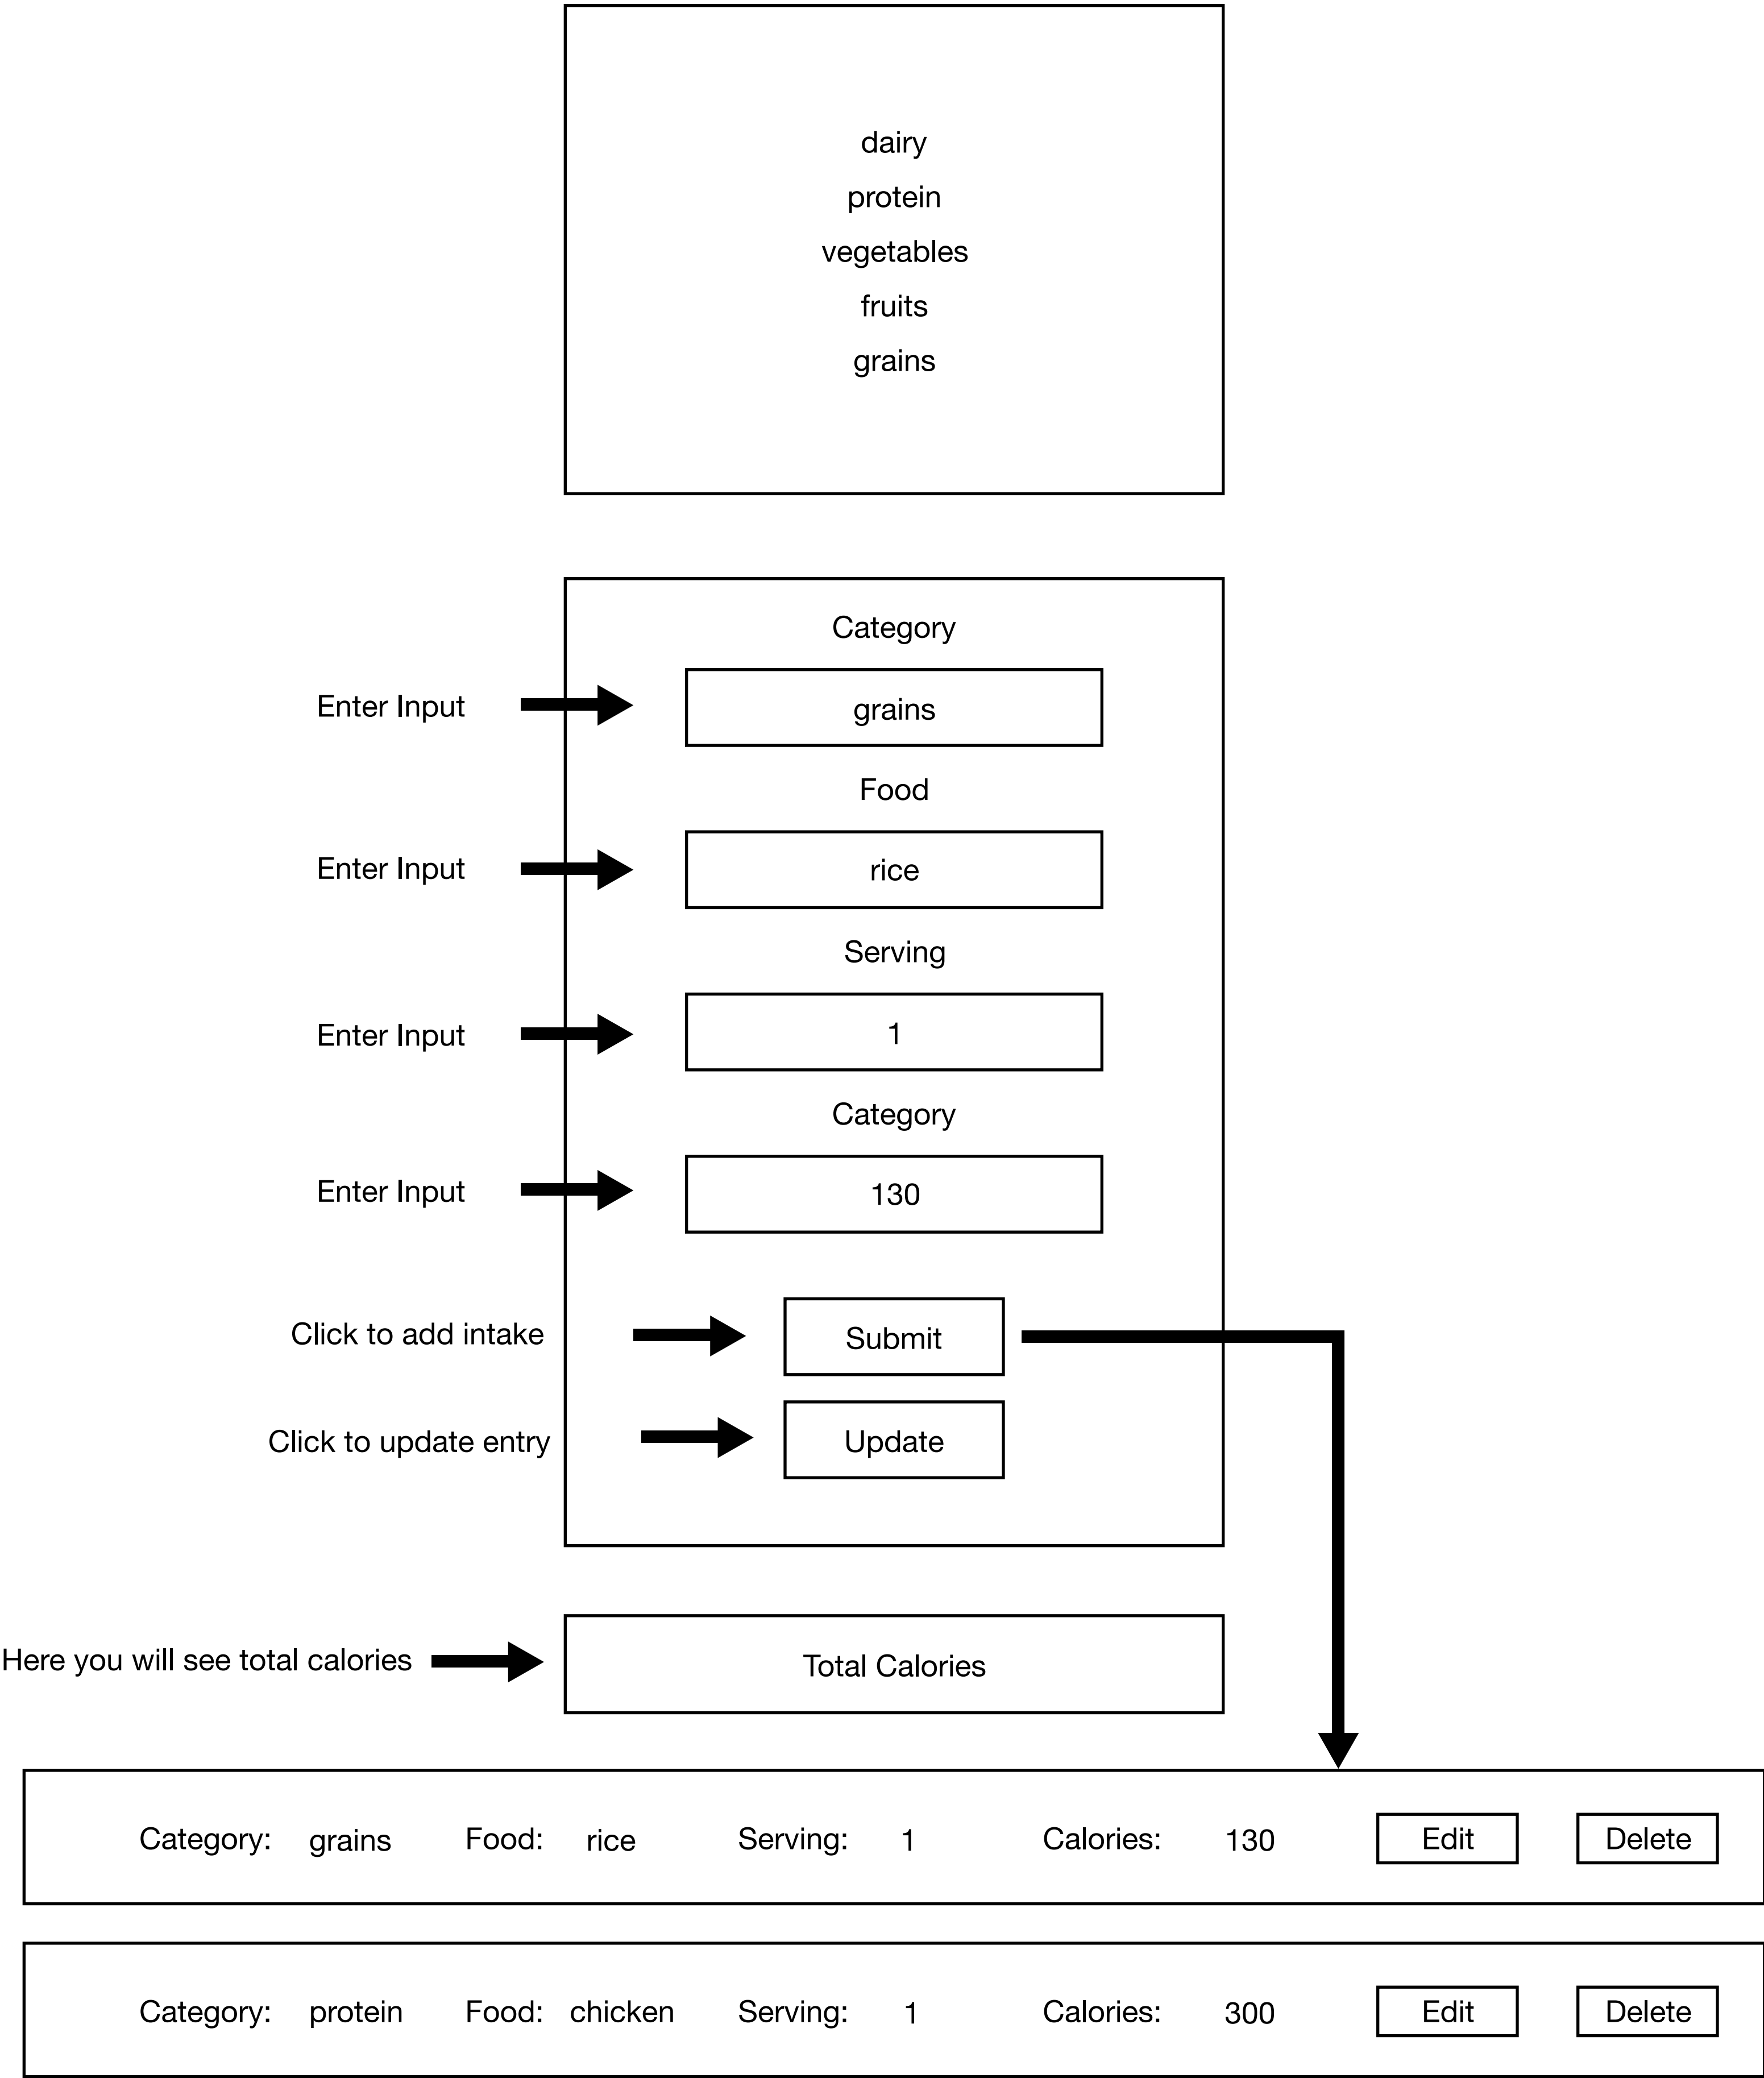 dairy
protein
vegetables
fruits
grains
Category
Enter Input
grains
Food
Enter Input
rice
Serving
Enter Input
1
Category
Enter Input
130
Click to add intake
Submit
Click to update entry
Update
Here you will see total calories
Total Calories
Category: grains Food: rice Serving: 1 Calories: 130 Edit Delete
Category: protein Food: chicken Serving: 1 Calories: 300 Edit Delete